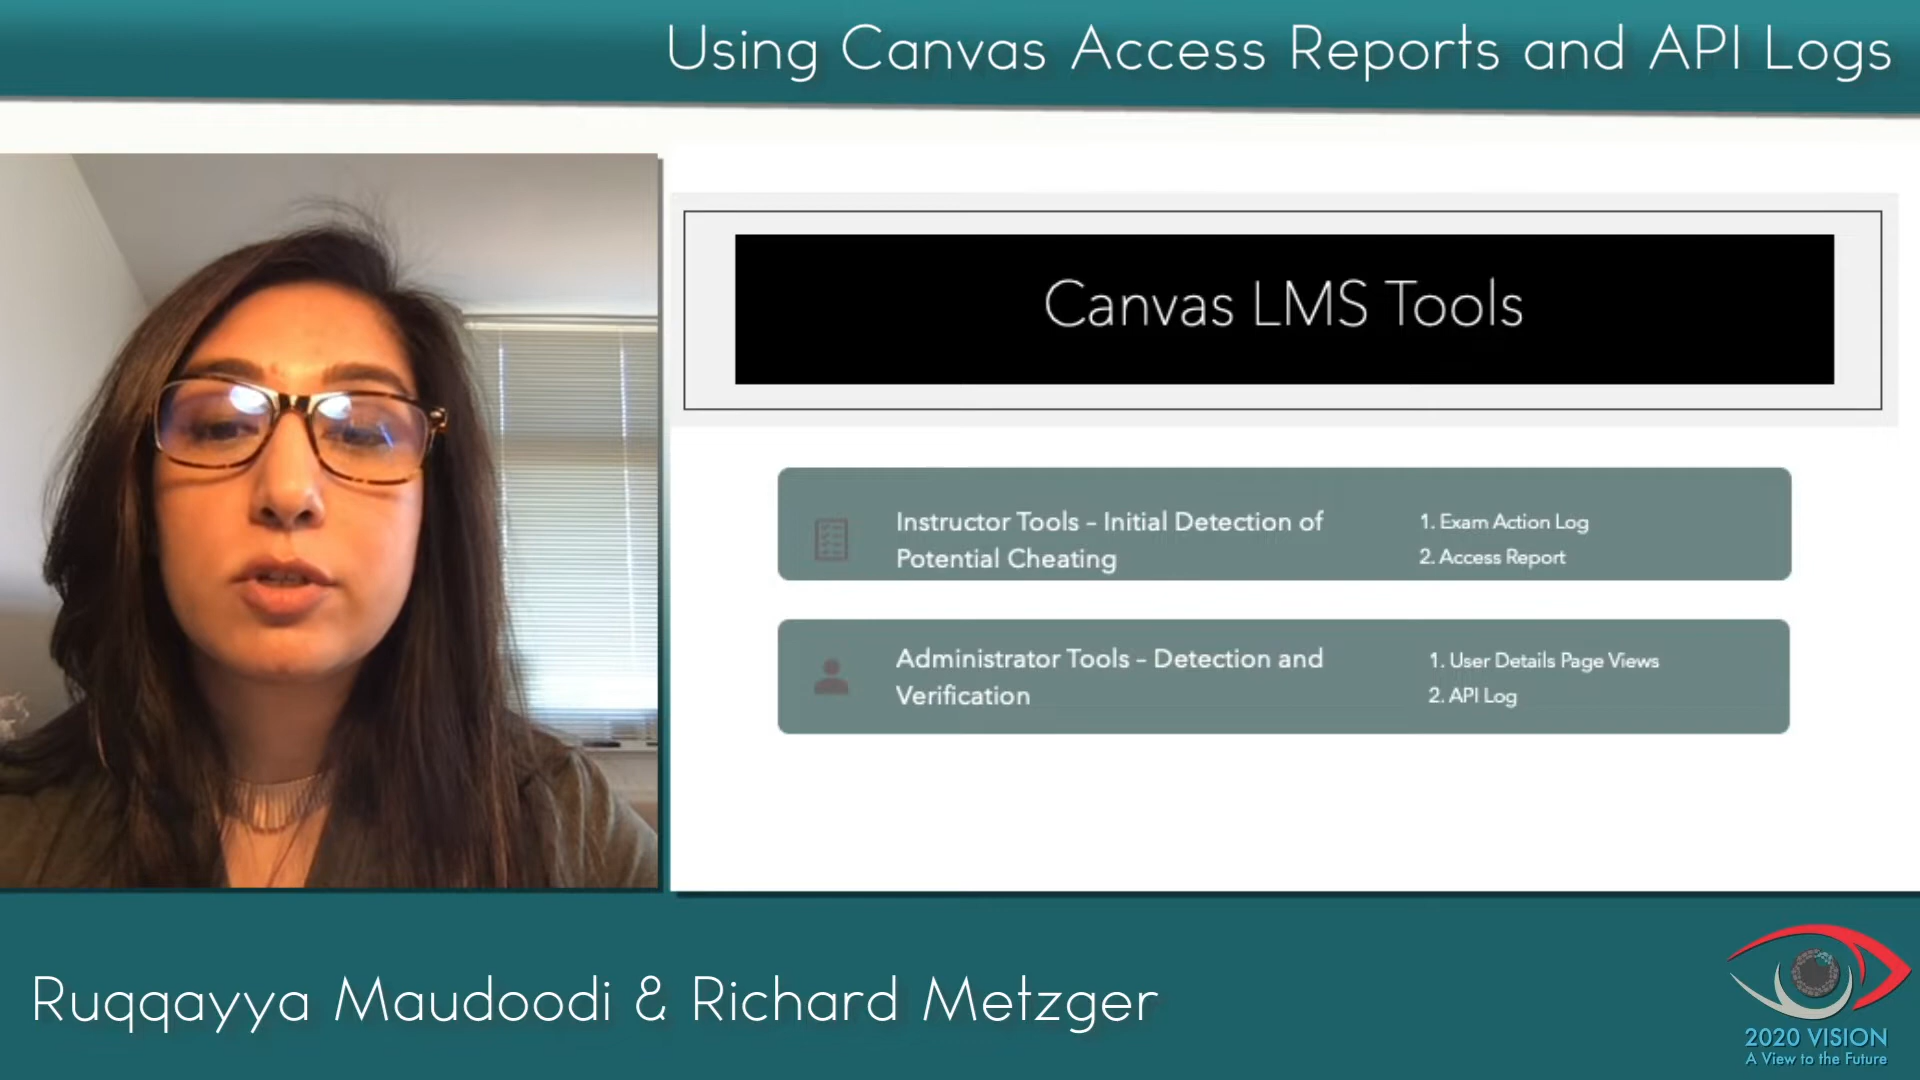 Using Canvas Access Reports and API Logs
Canvas LMS Tools
Instructor Tools – Initial Detection of
Potential Cheating
1. Exam Action Log
2. Access Report
Administrator Tools – Detection and
Verification
1. User Details Page Views
2. API Log
Ruqqayya Maudoodi & Richard Metzger
2020 VISION
A View to the Future